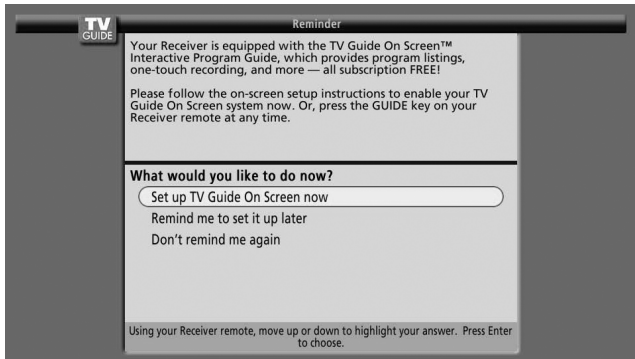 TV
GUIDE
Reminder
Your Receiver is equipped with the TV Guide On Screen™
Interactive Program Guide, which provides program listings,
one-touch recording, and more — all subscription FREE!
Please follow the on-screen setup instructions to enable your TV
Guide On Screen system now. Or, press the GUIDE key on your
Receiver remote at any time.
What would you like to do now?
Set up TV Guide On Screen now
Remind me to set it up later
Don't remind me again
Using your Receiver remote, move up or down to highlight your answer. Press Enter
to choose.